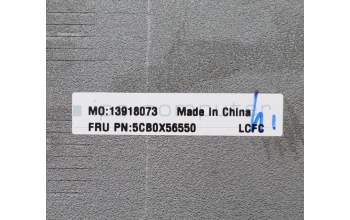 MO:13918073 Made in China
FRU PN:5CB0X56550 LCFC